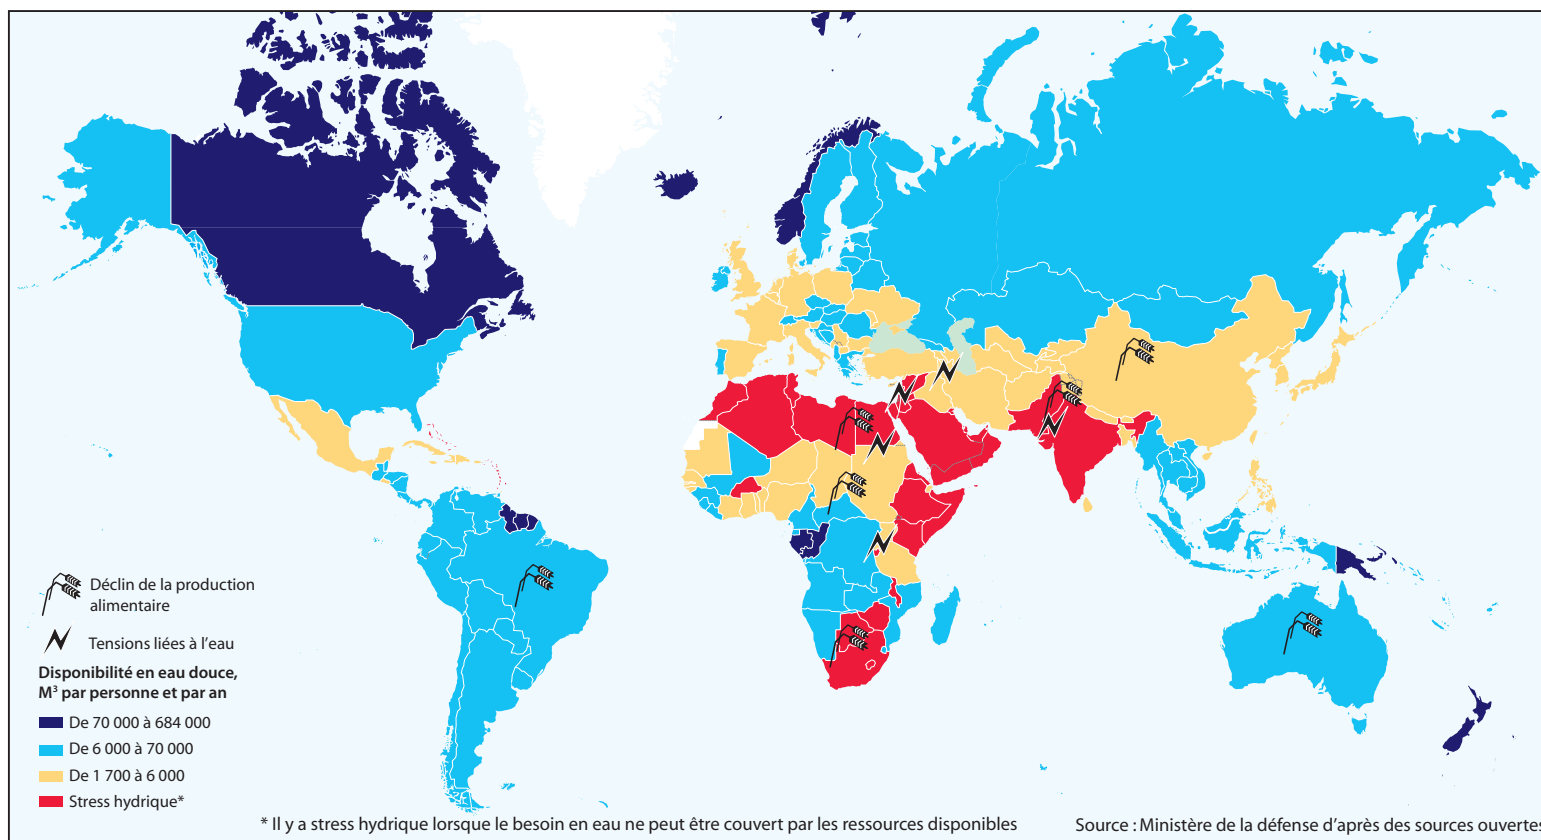 Déclin de la production
alimentaire
Tensions liées à l'eau
Disponibilité en eau douce,
M³ par personne et par an
De 70 000 à 684 000
De 6 000 à 70 000
De 1 700 à 6 000
Stress hydrique*
* Il y a stress hydrique lorsque le besoin en eau ne peut être couvert par les ressources disponibles
Source : Ministère de la défense d'après des sources ouvertes